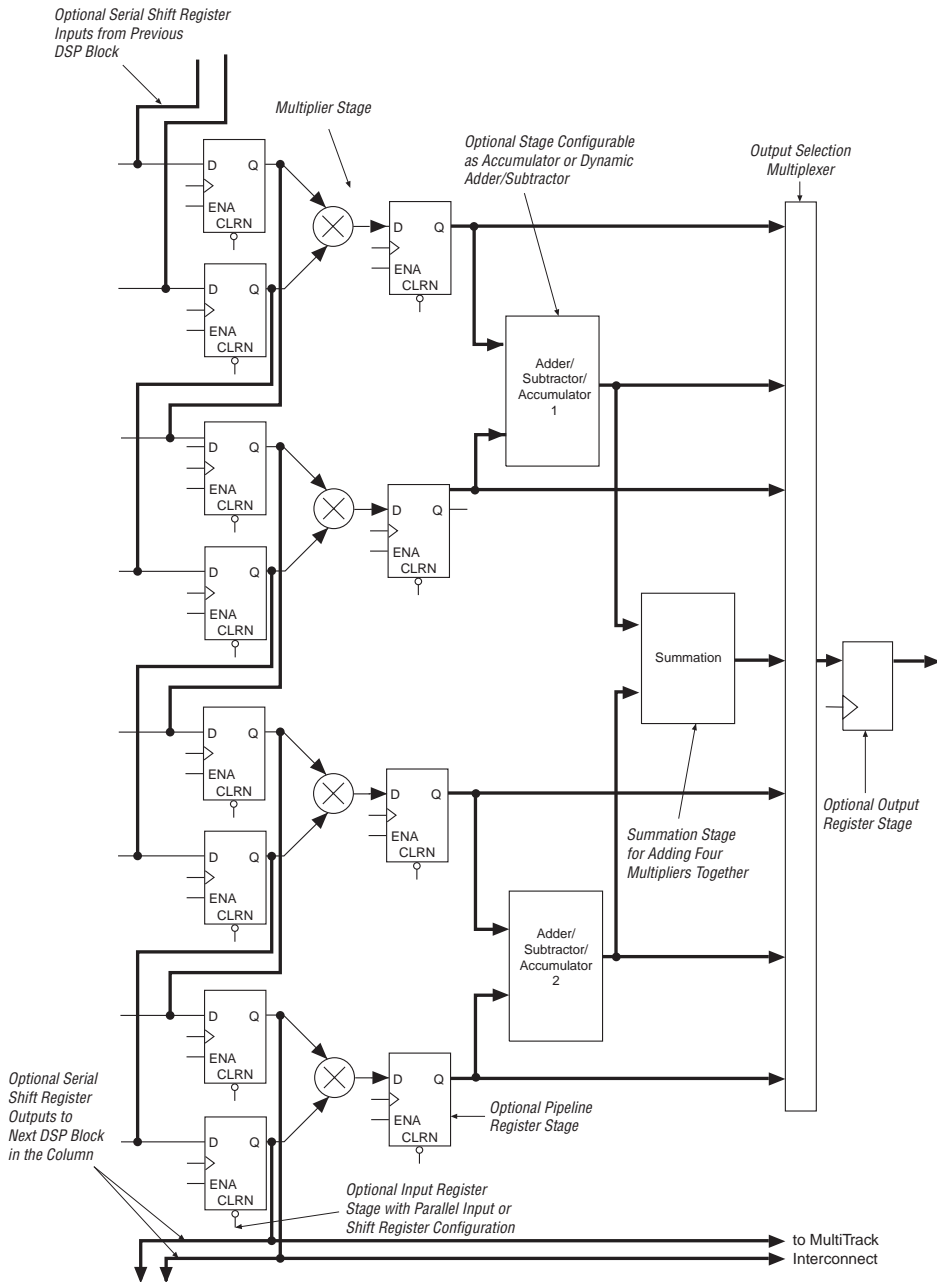 Optional Serial Shift Register
Inputs from Previous
DSP Block
Multiplier Stage
Optional Stage Configurable
as Accumulator or Dynamic
Adder/Subtractor
Output Selection
Multiplexer
D Q
ENA
CLRN
D Q
ENA
CLRN
D Q
ENA
CLRN
Adder/
Subtractor/
Accumulator
1
D Q
ENA
CLRN
D Q
ENA
CLRN
D Q
ENA
CLRN
Summation
D Q
ENA
CLRN
D Q
ENA
CLRN
D Q
ENA
CLRN
Optional Output
Register Stage
Summation Stage
for Adding Four
Multipliers Together
Adder/
Subtractor/
Accumulator
2
D Q
ENA
CLRN
D Q
ENA
CLRN
D Q
ENA
CLRN
Optional Serial
Shift Register
Outputs to
Next DSP Block
in the Column
Optional Pipeline
Register Stage
Optional Input Register
Stage with Parallel Input or
Shift Register Configuration
to MultiTrack
Interconnect